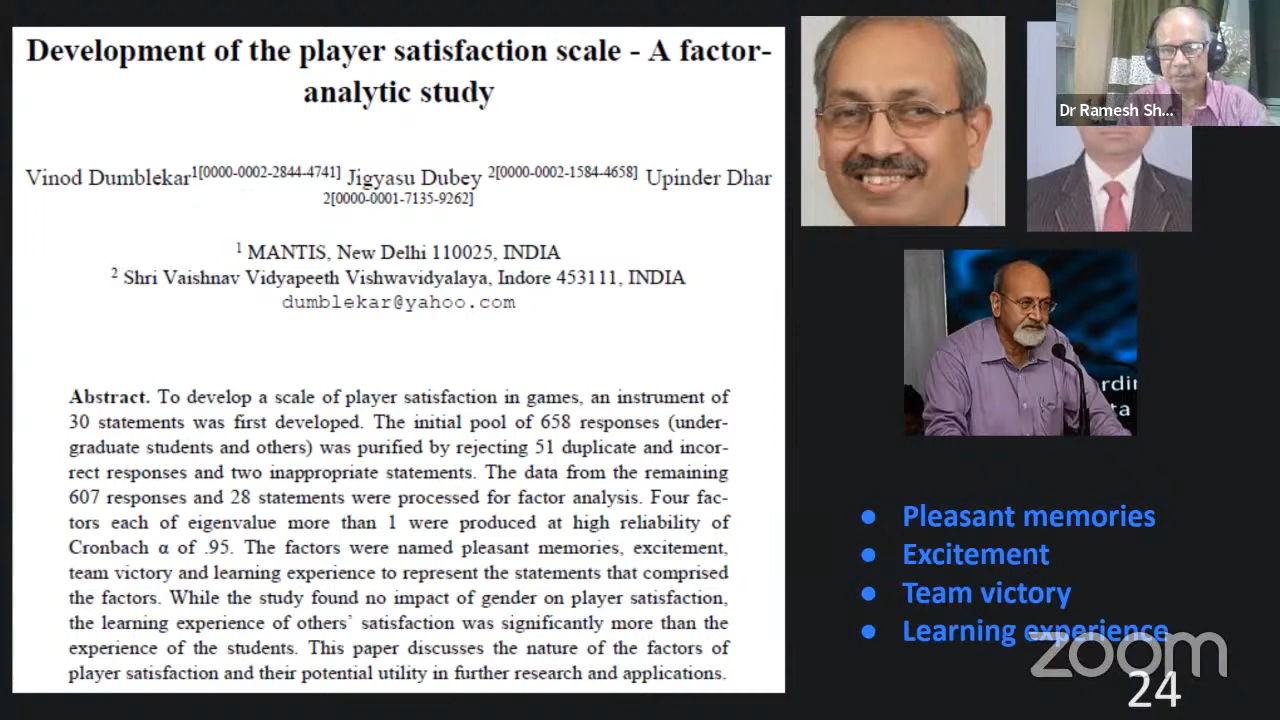 Development of the player satisfaction scale - A factor-
analytic study
Vinod Dumblekar1[0000-0002-2844-4741] Jigyasu Dubey 2[0000-0002-1584-4658] Upinder Dhar
2[0000-0001-7135-9262]
1 MANTIS, New Delhi 110025, INDIA
2 Shri Vaishnav Vidyapeeth Vishwavidyalaya, Indore 453111, INDIA
dumblekar@yahoo.com
Abstract. To develop a scale of player satisfaction in games, an instrument of
30 statements was first developed. The initial pool of 658 responses (under-
graduate students and others) was purified by rejecting 51 duplicate and incor-
rect responses and two inappropriate statements. The data from the remaining
607 responses and 28 statements were processed for factor analysis. Four fac-
tors each of eigenvalue more than 1 were produced at high reliability of
Cronbach α of .95. The factors were named pleasant memories, excitement,
team victory and learning experience to represent the statements that comprised
the factors. While the study found no impact of gender on player satisfaction,
the learning experience of others’ satisfaction was significantly more than the
experience of the students. This paper discusses the nature of the factors of
player satisfaction and their potential utility in further research and applications.
Dr Ramesh Sh...
rdin
ta
● Pleasant memories
● Excitement
● Team victory
● Learning experience
zoom
24